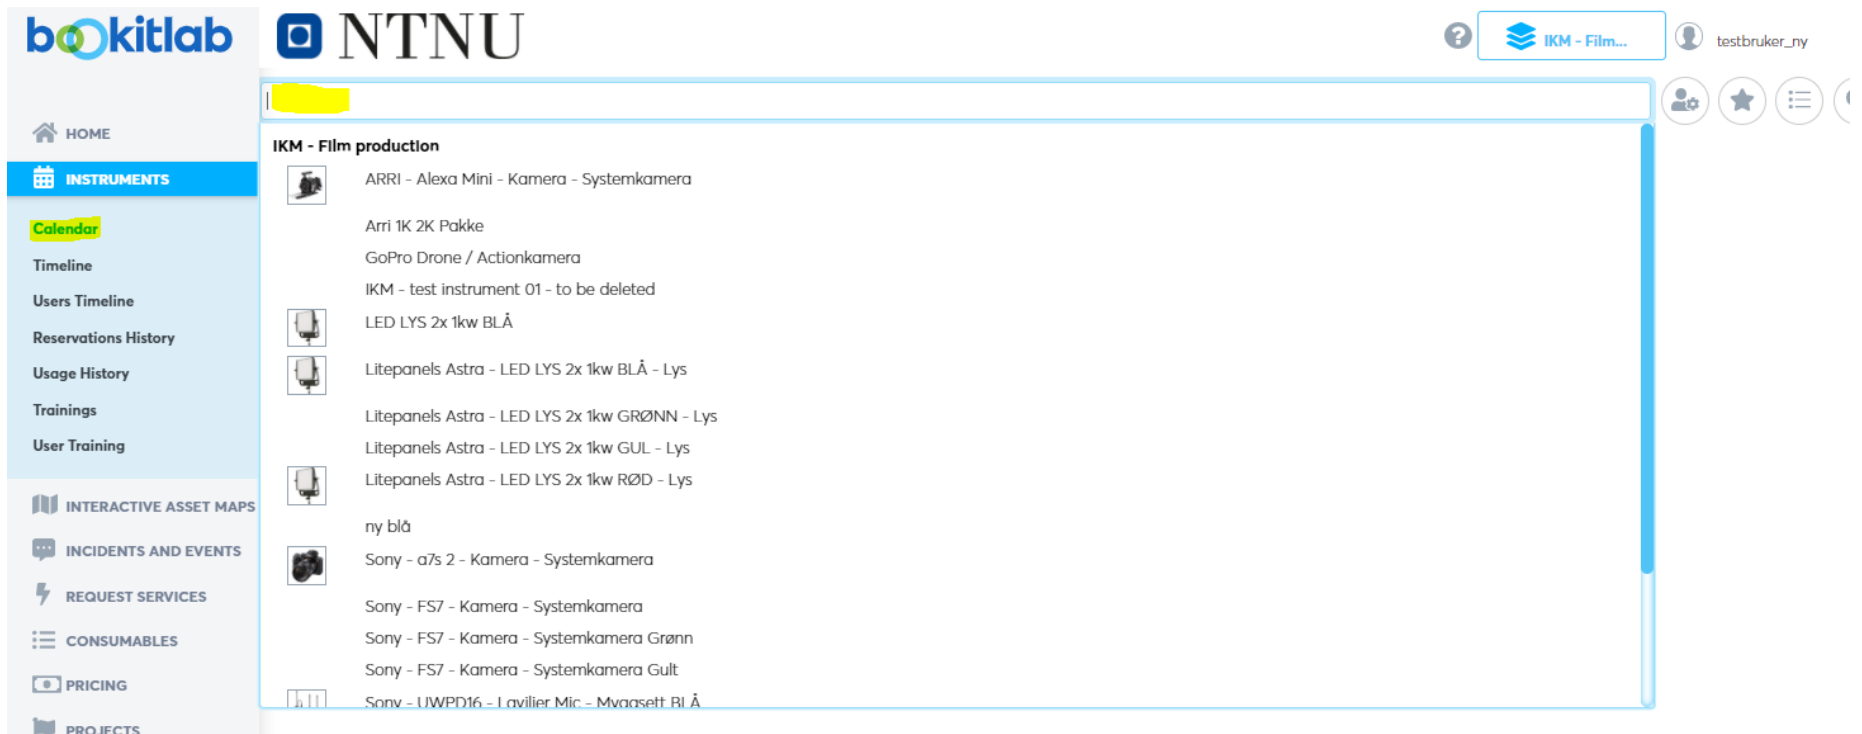 bookitlab
NTNU
?
IKM - Film...
testbruker_ny
HOME
INSTRUMENTS
Calendar
Timeline
Users Timeline
Reservations History
Usage History
Trainings
User Training
INTERACTIVE ASSET MAPS
INCIDENTS AND EVENTS
REQUEST SERVICES
CONSUMABLES
PRICING
PROJECTS
IKM - Film production
ARRI - Alexa Mini - Kamera - Systemkamera
Arri 1K 2K Pakke
GoPro Drone / Actionkamera
IKM - test instrument 01 - to be deleted
LED LYS 2x 1kw BLÅ
Litepanels Astra - LED LYS 2x 1kw BLÅ - Lys
Litepanels Astra - LED LYS 2x 1kw GRØNN - Lys
Litepanels Astra - LED LYS 2x 1kw GUL - Lys
Litepanels Astra - LED LYS 2x 1kw RØD - Lys
ny blå
Sony - a7s 2 - Kamera - Systemkamera
Sony - FS7 - Kamera - Systemkamera
Sony - FS7 - Kamera - Systemkamera Grønn
Sony - FS7 - Kamera - Systemkamera Gult
Sony - UWPD16 - Lavilier Mic - Myggsett BLÅ